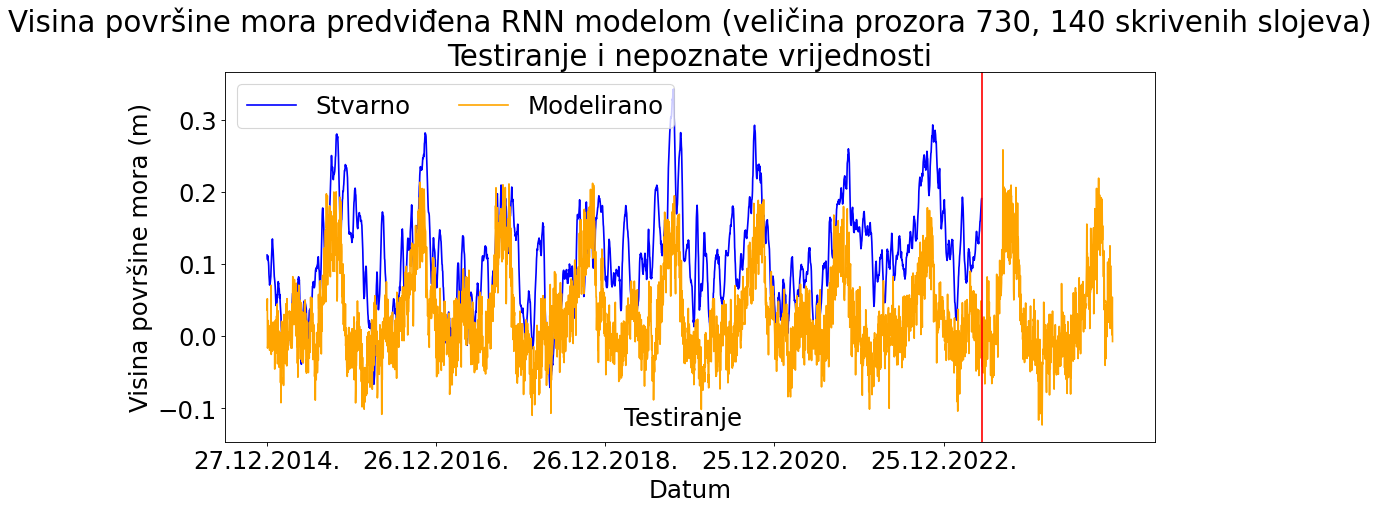 Visina površine mora predviđena RNN modelom (veličina prozora 730, 140 skrivenih slojeva)
Testiranje i nepoznate vrijednosti
Stvarno Modelirano
Visina površine mora (m)
0.3
0.2
0.1
0.0
−0.1
Testiranje
27.12.2014. 26.12.2016. 26.12.2018. 25.12.2020. 25.12.2022.
Datum